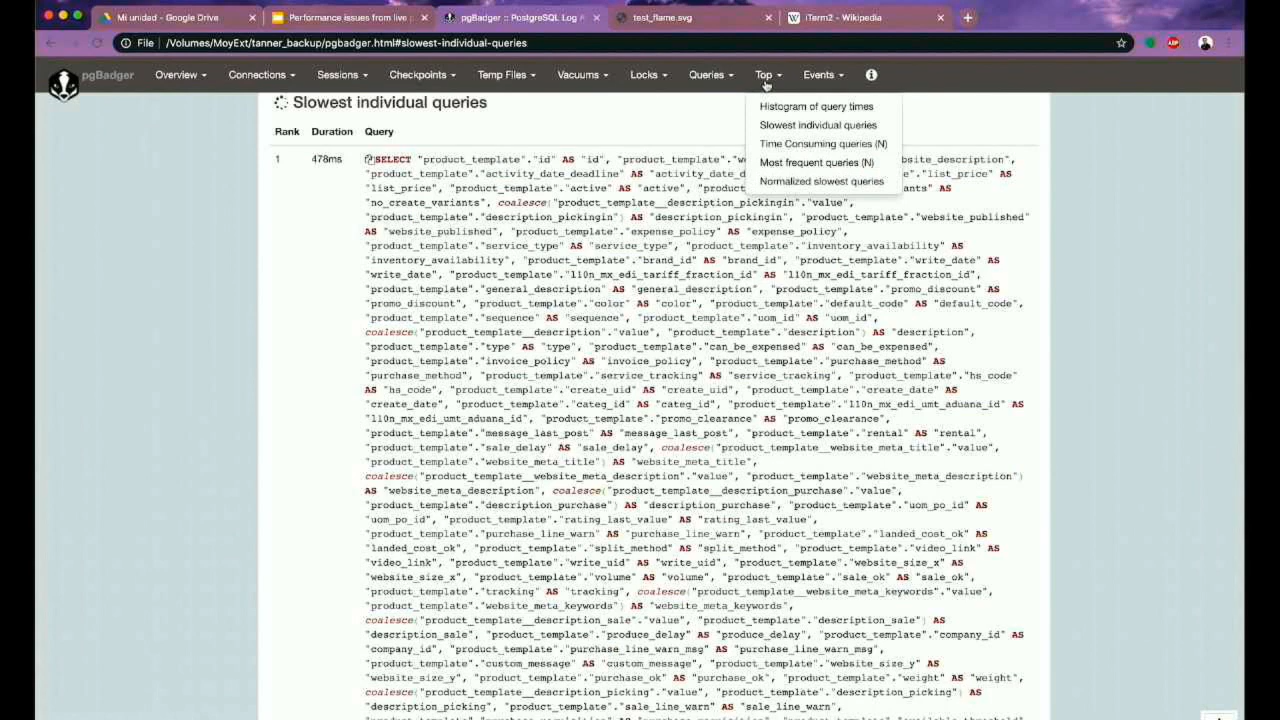 Mi unidad - Google Drive
Performance issues from live p
pgBadger :: PostgreSQL Log A
test_flame.svg
iTerm2 - Wikipedia
File /Volumes/MoyExt/tanner_backup/pgbadger.html#slowest-individual-queries
ABP
pgBadger Overview Connections Sessions Checkpoints Temp Files Vacuums Locks Queries Top Events
Slowest individual queries
Histogram of query times
Slowest individual queries
Time Consuming queries (N)
Most frequent queries (N)
Normalized slowest queries
Rank Duration Query
1 478ms SELECT "product_template"."id" AS "id", "product_template"."we website_description",
"product_template"."activity_date_deadline" AS "activity_date_de "list_price" AS
"list_price", "product_template"."active" AS "active", "product_ ants" AS
"no_create_variants", coalesce("product_template__description_pickingin"."value",
"product_template"."description_pickingin") AS "description_pickingin", "product_template"."website_published"
AS "website_published", "product_template"."expense_policy" AS "expense_policy",
"product_template"."service_type" AS "service_type", "product_template"."inventory_availability" AS
"inventory_availability", "product_template"."brand_id" AS "brand_id", "product_template"."write_date" AS
"write_date", "product_template"."l10n_mx_edi_tariff_fraction_id" AS "l10n_mx_edi_tariff_fraction_id",
"product_template"."general_description" AS "general_description", "product_template"."promo_discount" AS
"promo_discount", "product_template"."color" AS "color", "product_template"."default_code" AS "default_code",
"product_template"."sequence" AS "sequence", "product_template"."uom_id" AS "uom_id",
coalesce("product_template__description"."value", "product_template"."description") AS "description",
"product_template"."type" AS "type", "product_template"."can_be_expensed" AS "can_be_expensed",
"product_template"."invoice_policy" AS "invoice_policy", "product_template"."purchase_method" AS
"purchase_method", "product_template"."service_tracking" AS "service_tracking", "product_template"."hs_code"
AS "hs_code", "product_template"."create_uid" AS "create_uid", "product_template"."create_date" AS
"create_date", "product_template"."categ_id" AS "categ_id", "product_template"."l10n_mx_edi_umt_aduana_id" AS
"l10n_mx_edi_umt_aduana_id", "product_template"."promo_clearance" AS "promo_clearance",
"product_template"."message_last_post" AS "message_last_post", "product_template"."rental" AS "rental",
"product_template"."sale_delay" AS "sale_delay", coalesce("product_template__website_meta_title"."value",
"product_template"."website_meta_title") AS "website_meta_title",
coalesce("product_template__website_meta_description"."value", "product_template"."website_meta_description")
AS "website_meta_description", coalesce("product_template__description_purchase"."value",
"product_template"."description_purchase") AS "description_purchase", "product_template"."uom_po_id" AS
"uom_po_id", "product_template"."rating_last_value" AS "rating_last_value",
"product_template"."purchase_line_warn" AS "purchase_line_warn", "product_template"."landed_cost_ok" AS
"landed_cost_ok", "product_template"."split_method" AS "split_method", "product_template"."video_link" AS
"video_link", "product_template"."write_uid" AS "write_uid", "product_template"."website_size_x" AS
"website_size_x", "product_template"."volume" AS "volume", "product_template"."sale_ok" AS "sale_ok",
"product_template"."tracking" AS "tracking", coalesce("product_template__website_meta_keywords"."value",
"product_template"."website_meta_keywords") AS "website_meta_keywords",
coalesce("product_template__description_sale"."value", "product_template"."description_sale") AS
"description_sale", "product_template"."produce_delay" AS "produce_delay", "product_template"."company_id" AS
"company_id", "product_template"."purchase_line_warn_msg" AS "purchase_line_warn_msg",
"product_template"."custom_message" AS "custom_message", "product_template"."website_size_y" AS
"website_size_y", "product_template"."purchase_ok" AS "purchase_ok", "product_template"."weight" AS "weight",
coalesce("product_template__description_picking"."value", "product_template"."description_picking") AS
"description_picking", "product_template"."sale_line_warn" AS "sale_line_warn",